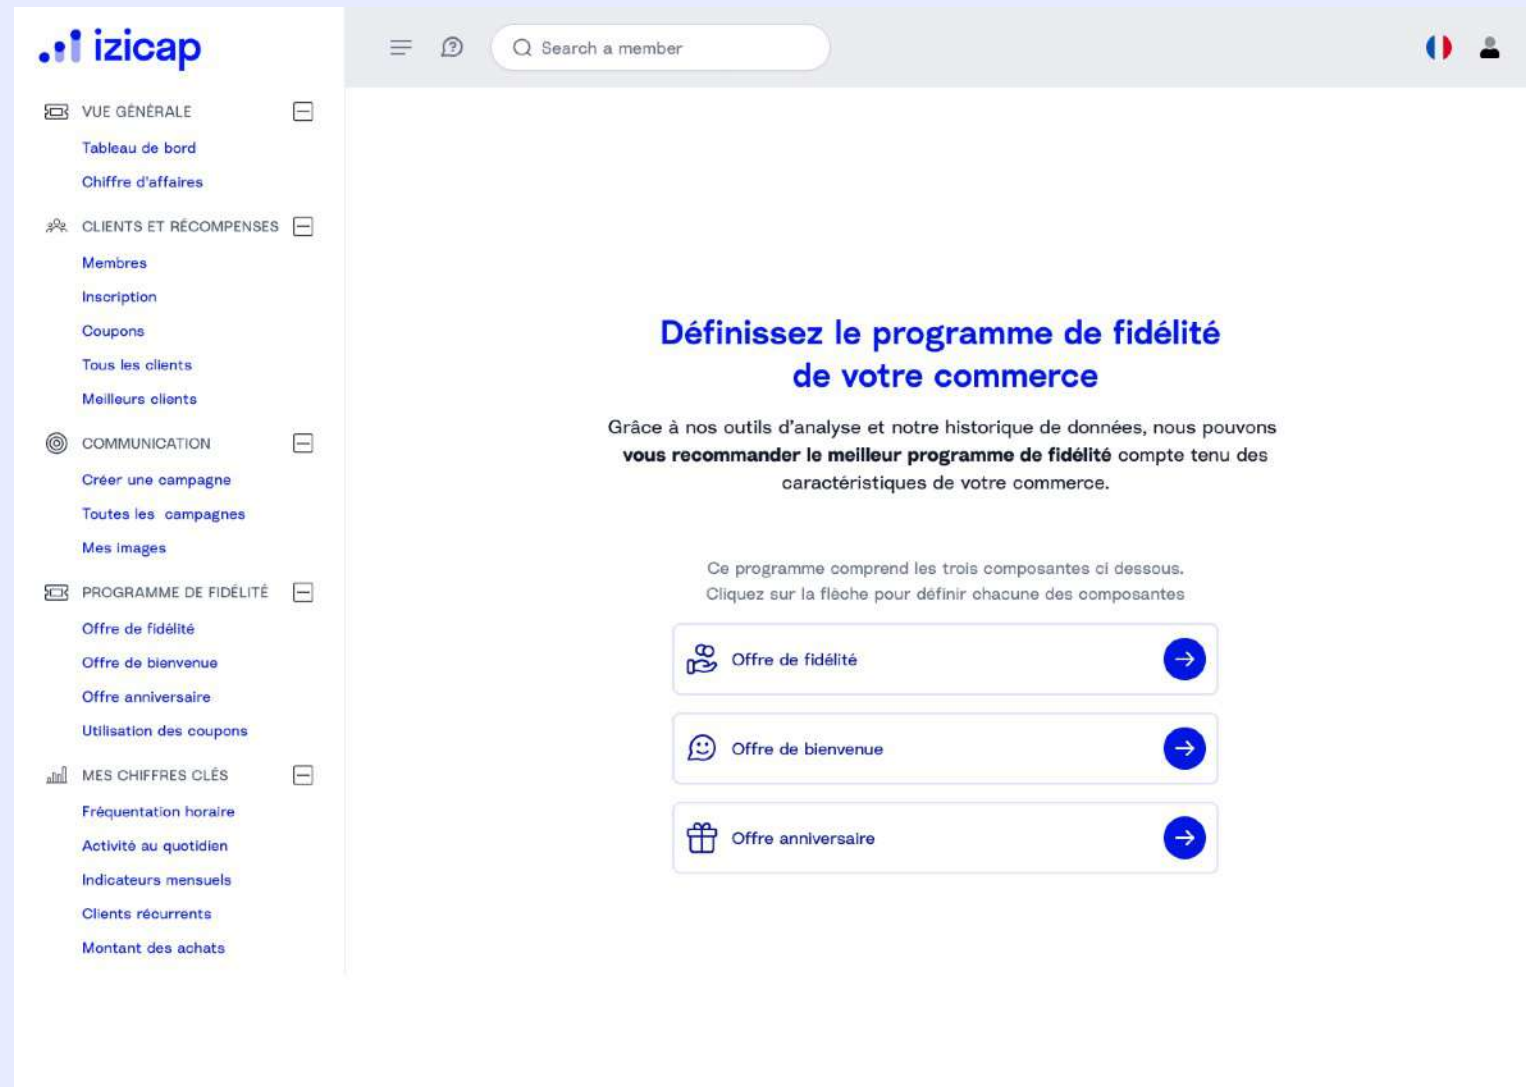 izicap
Search a member
VUE GÉNÉRALE
Tableau de bord
Chiffre d'affaires
CLIENTS ET RÉCOMPENSES
Membres
Inscription
Coupons
Tous les clients
Meilleurs clients
COMMUNICATION
Créer une campagne
Toutes les campagnes
Mes images
PROGRAMME DE FIDÉLITÉ
Offre de fidélité
Offre de bienvenue
Offre anniversaire
Utilisation des coupons
MES CHIFFRES CLÉS
Fréquentation horaire
Activité au quotidien
Indicateurs mensuels
Clients récurrents
Montant des achats
Définissez le programme de fidélité
de votre commerce
Grâce à nos outils d'analyse et notre historique de données, nous pouvons
vous recommander le meilleur programme de fidélité compte tenu des
caractéristiques de votre commerce.
Ce programme comprend les trois composantes ci dessous.
Cliquez sur la flèche pour définir chacune des composantes
Offre de fidélité
Offre de bienvenue
Offre anniversaire